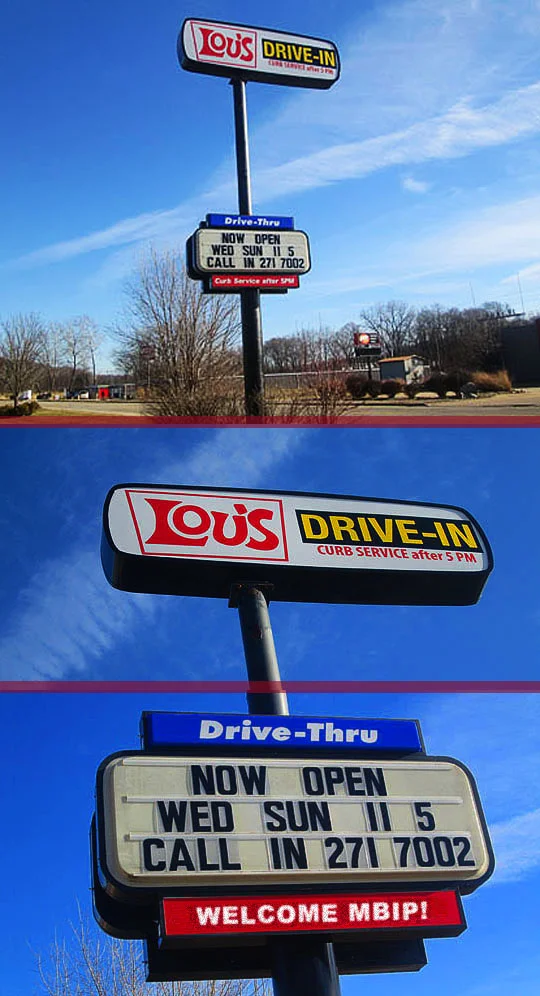 LOU'S DRIVE-IN
CURB SERVICE after 5 PM
Drive-Thru
NOW OPEN
WED SUN 11 5
CALL IN 271 7002
Curb Service after 5PM
LOU'S DRIVE-IN
CURB SERVICE after 5 PM
Drive-Thru
NOW OPEN
WED SUN 11 5
CALL IN 271 7002
WELCOME MBIP!